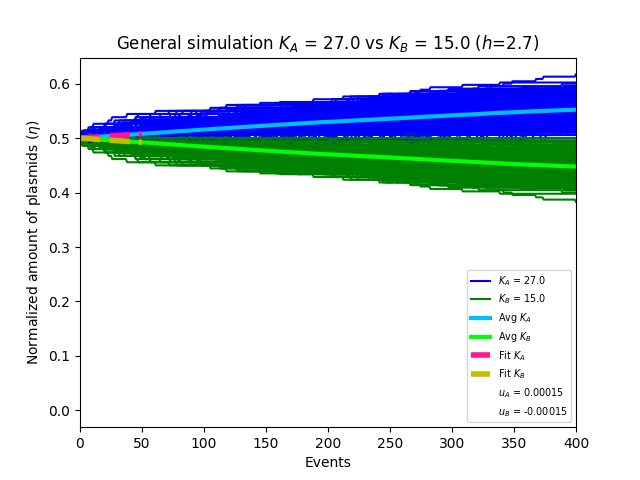 General simulation K_A = 27.0 vs K_B = 15.0 (h=2.7)
Normalized amount of plasmids (η)
0.6
0.5
0.4
0.3
0.2
0.1
0.0
K_A = 27.0
K_B = 15.0
Avg K_A
Avg K_B
Fit K_A
Fit K_B
u_A = 0.00015
u_B = -0.00015
0 50 100 150 200 250 300 350 400
Events